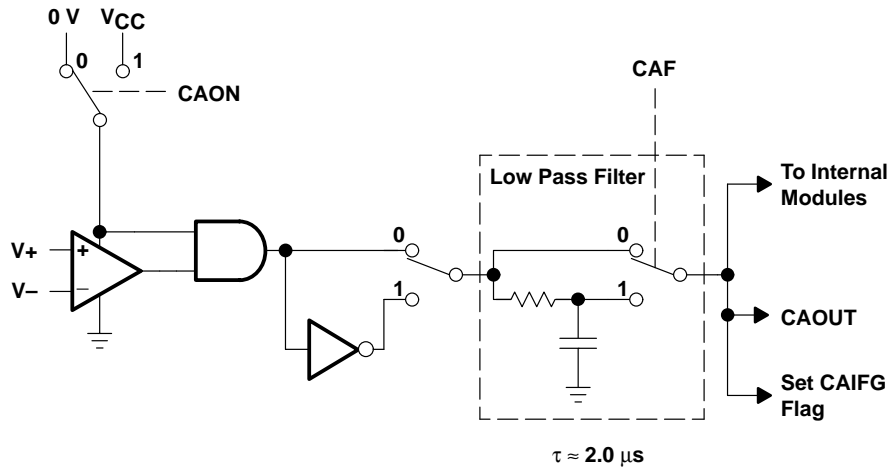 0 V VCC
0 1
CAON
CAF
Low Pass Filter
To Internal
Modules
V+
+
V–
–
0
1
0
1
CAOUT
Set CAIFG
Flag
τ ≈ 2.0 μs